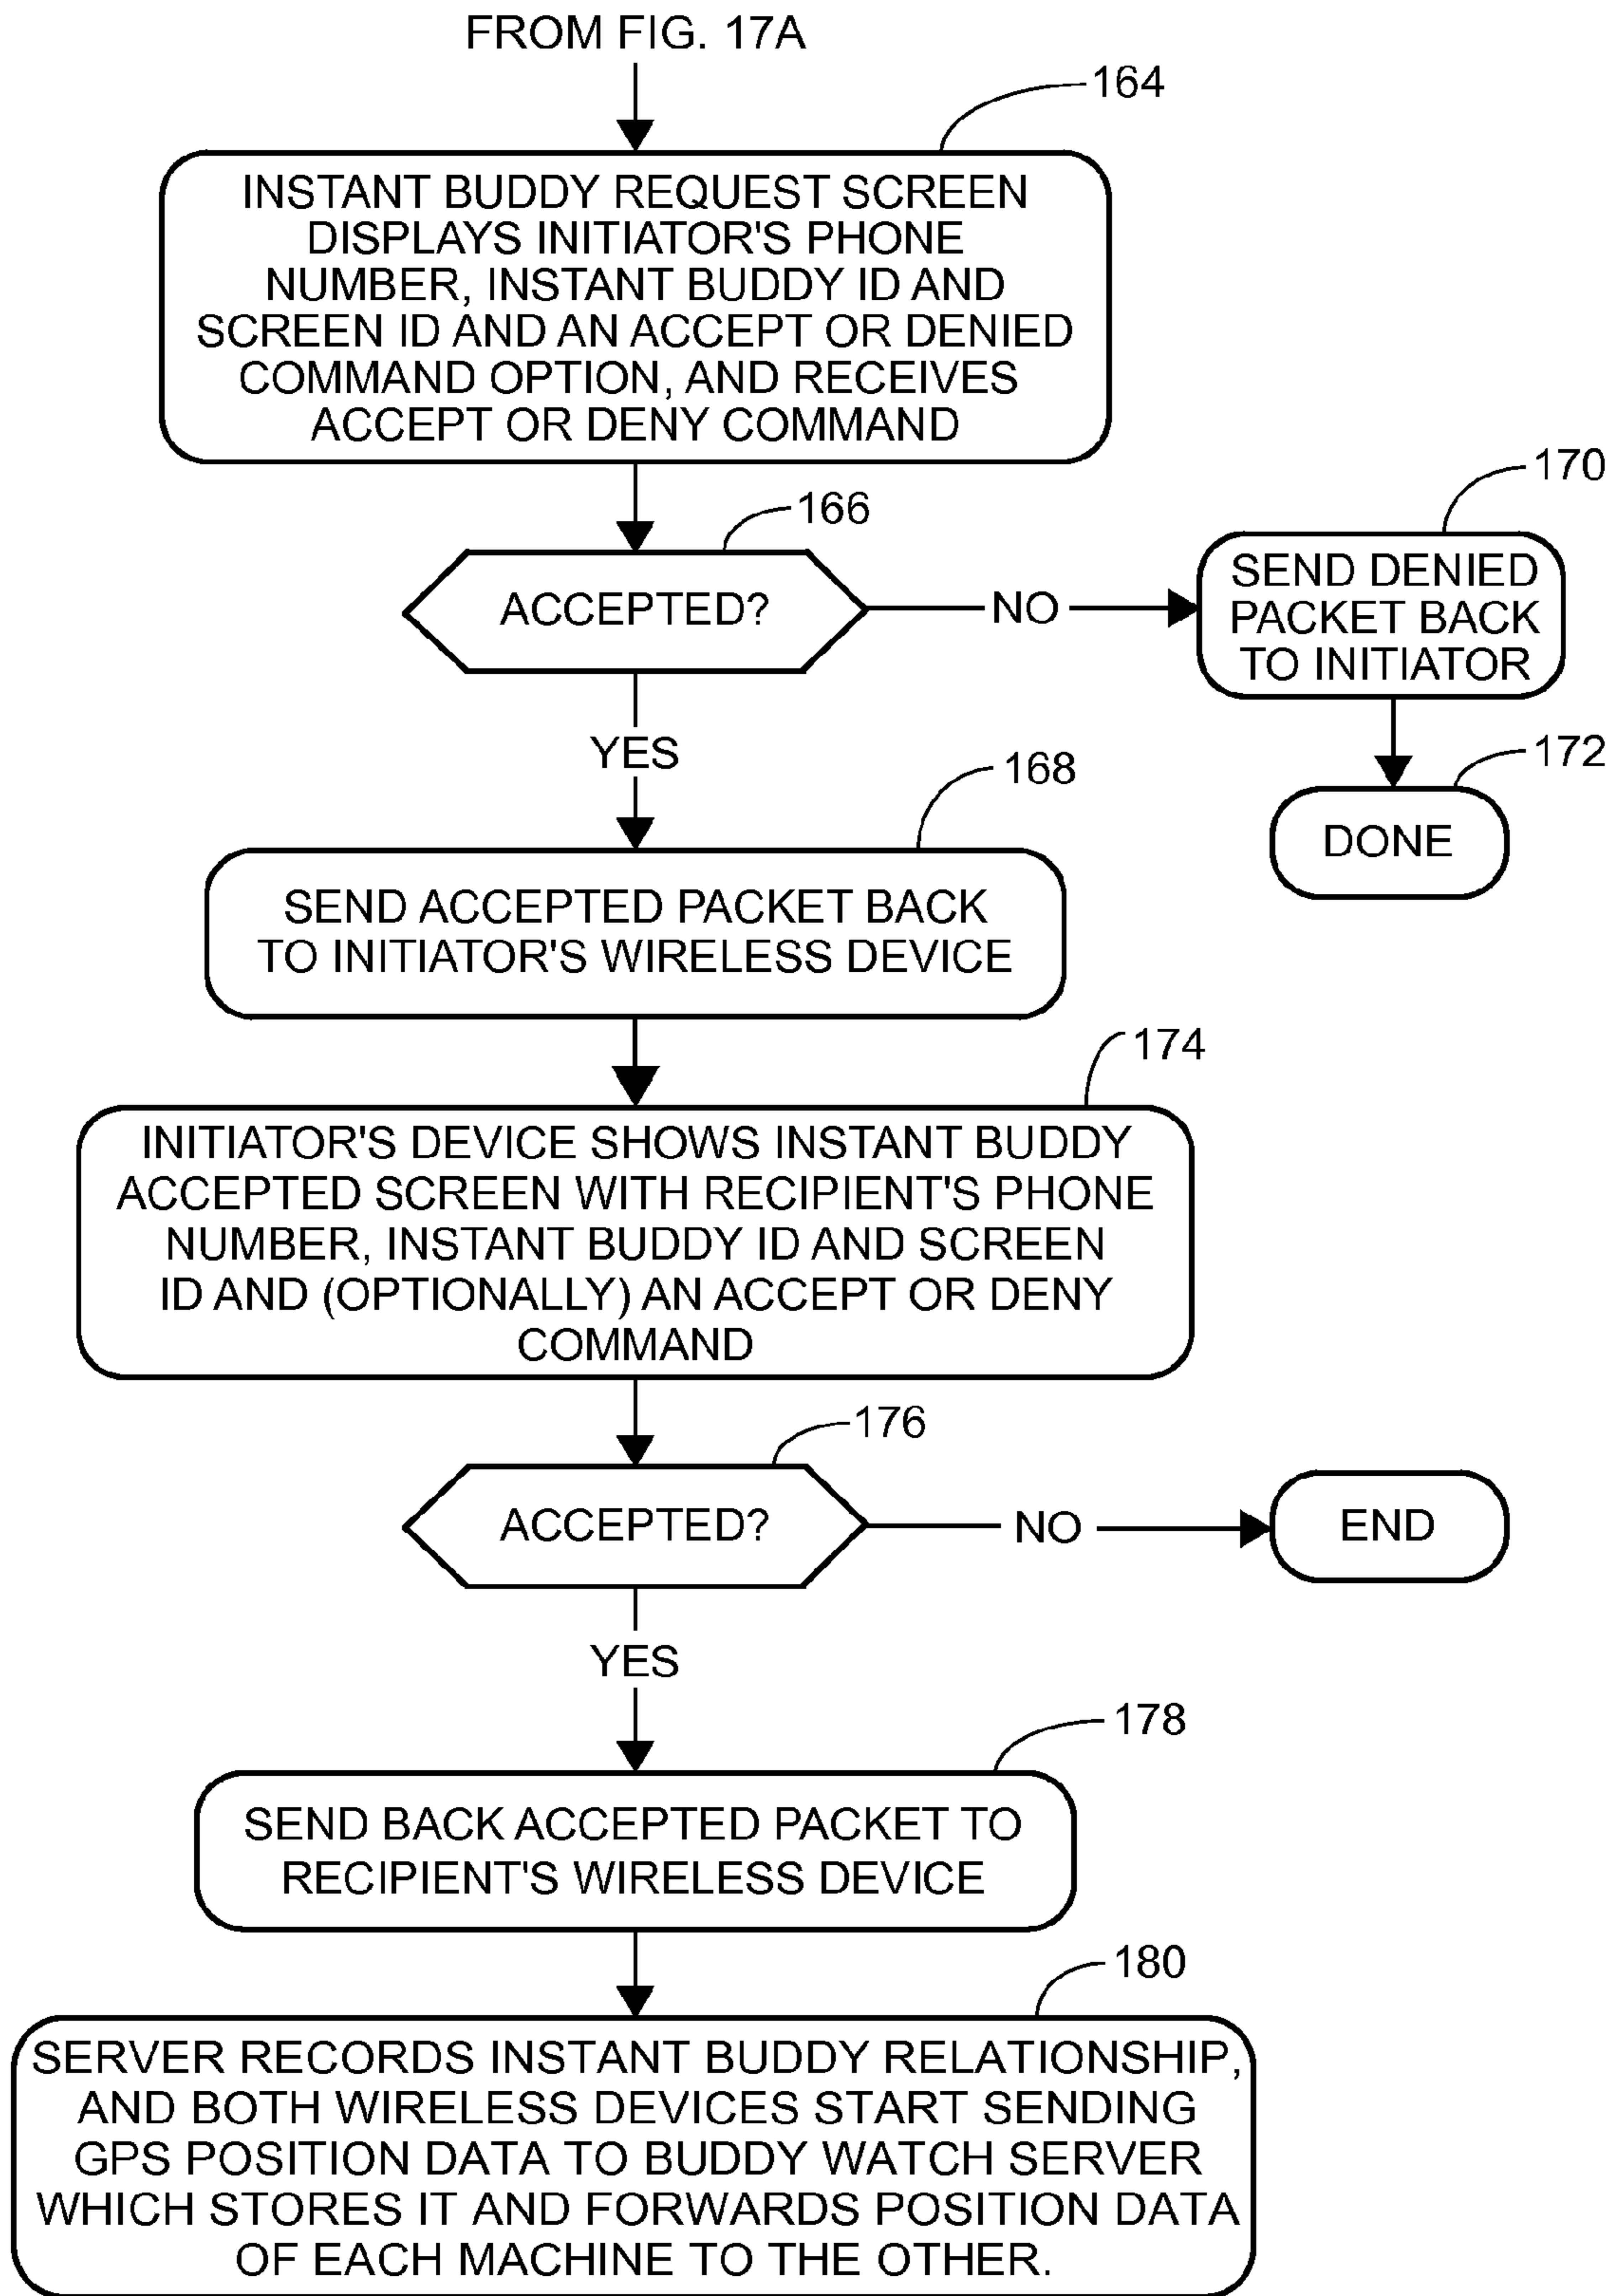 FROM FIG. 17A
164
INSTANT BUDDY REQUEST SCREEN
DISPLAYS INITIATOR'S PHONE
NUMBER, INSTANT BUDDY ID AND
SCREEN ID AND AN ACCEPT OR DENIED
COMMAND OPTION, AND RECEIVES
ACCEPT OR DENY COMMAND
166
ACCEPTED?
NO
170
SEND DENIED
PACKET BACK
TO INITIATOR
172
DONE
YES
168
SEND ACCEPTED PACKET BACK
TO INITIATOR'S WIRELESS DEVICE
174
INITIATOR'S DEVICE SHOWS INSTANT BUDDY
ACCEPTED SCREEN WITH RECIPIENT'S PHONE
NUMBER, INSTANT BUDDY ID AND SCREEN
ID AND (OPTIONALLY) AN ACCEPT OR DENY
COMMAND
176
ACCEPTED?
NO
END
YES
178
SEND BACK ACCEPTED PACKET TO
RECIPIENT'S WIRELESS DEVICE
180
SERVER RECORDS INSTANT BUDDY RELATIONSHIP,
AND BOTH WIRELESS DEVICES START SENDING
GPS POSITION DATA TO BUDDY WATCH SERVER
WHICH STORES IT AND FORWARDS POSITION DATA
OF EACH MACHINE TO THE OTHER.